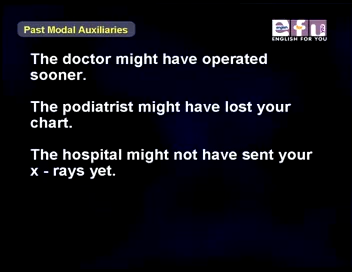 Past Modal Auxiliaries
ENGLISH FOR YOU
The doctor might have operated
sooner.
The podiatrist might have lost your
chart.
The hospital might not have sent your
x - rays yet.